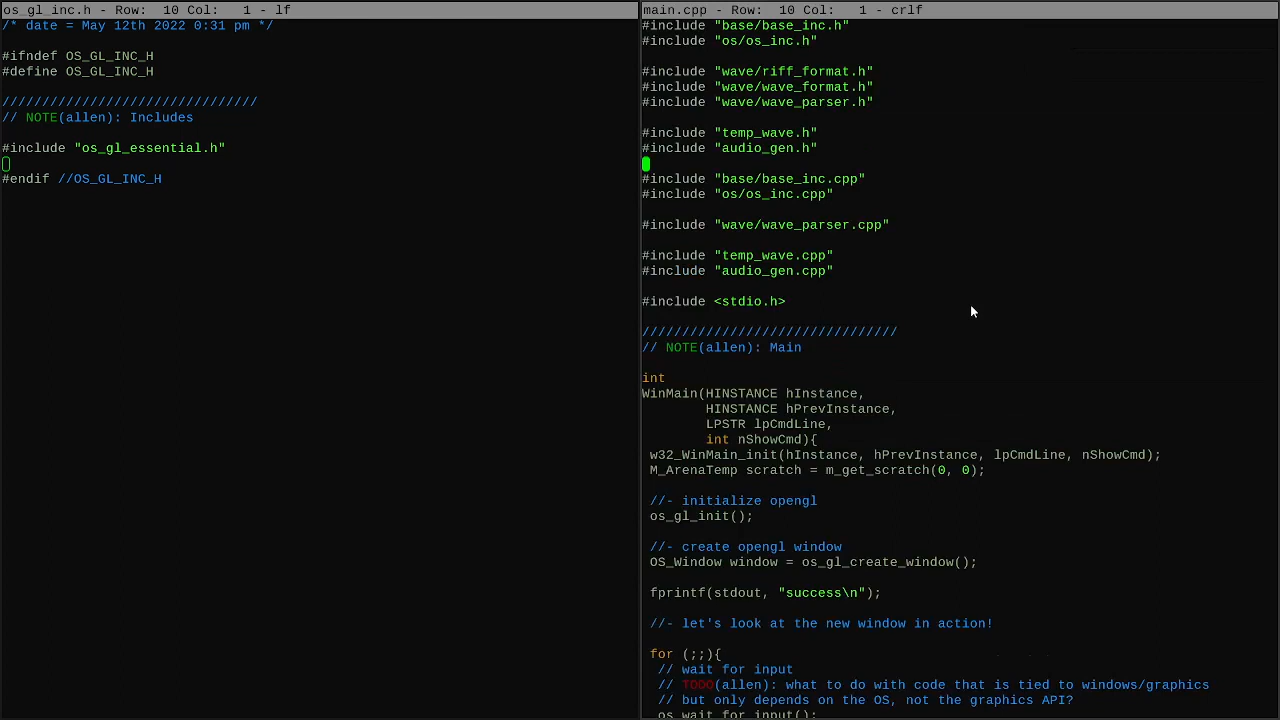 os_gl_inc.h - Row: 10 Col: 1 - lf
/* date = May 12th 2022 0:31 pm */
#ifndef OS_GL_INC_H
#define OS_GL_INC_H
////////////////////////////////
// NOTE(allen): Includes
#include "os_gl_essential.h"
#endif //OS_GL_INC_H
main.cpp - Row: 10 Col: 1 - crlf
#include "base/base_inc.h"
#include "os/os_inc.h"
#include "wave/riff_format.h"
#include "wave/wave_format.h"
#include "wave/wave_parser.h"
#include "temp_wave.h"
#include "audio_gen.h"
#include "base/base_inc.cpp"
#include "os/os_inc.cpp"
#include "wave/wave_parser.cpp"
#include "temp_wave.cpp"
#include "audio_gen.cpp"
#include <stdio.h>
////////////////////////////////
// NOTE(allen): Main
int
WinMain(HINSTANCE hInstance,
HINSTANCE hPrevInstance,
LPSTR lpCmdLine,
int nShowCmd){
w32_WinMain_init(hInstance, hPrevInstance, lpCmdLine, nShowCmd);
M_ArenaTemp scratch = m_get_scratch(0, 0);
//- initialize opengl
os_gl_init();
//- create opengl window
OS_Window window = os_gl_create_window();
fprintf(stdout, "success\n");
//- let's look at the new window in action!
for (;;){
// wait for input
// TODO(allen): what to do with code that is tied to windows/graphics
// but only depends on the OS, not the graphics API?
os_wait_for_input();